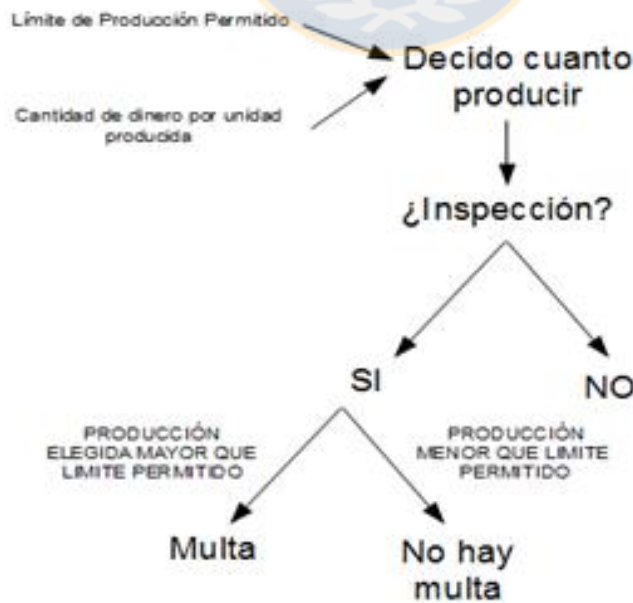 Límite de Producción Permitido
Decido cuanto
producir
Cantidad de dinero por unidad
producida
¿Inspección?
SI
NO
PRODUCCIÓN
ELEGIDA MAYOR QUE
LIMITE PERMITIDO
PRODUCCIÓN
MENOR QUE LIMITE
PERMITIDO
Multa
No hay
multa